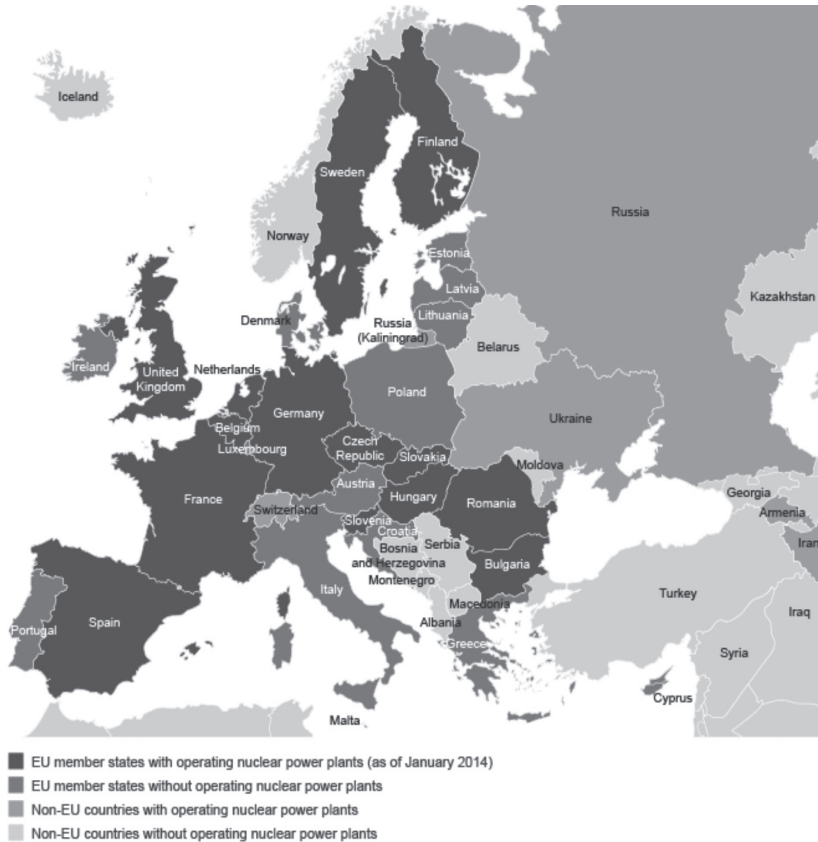 Iceland
Finland
Sweden
Russia
Norway
Estonia
Kazakhstan
Latvia
Lithuania
Denmark
Russia
(Kaliningrad)
Belarus
Ireland
United
Kingdom
Netherlands
Poland
Germany
Ukraine
Belgium
Luxembourg
Czech
Republic
Slovakia
Moldova
Austria
Hungary
Romania
France
Switzerland
Georgia
Armenia
Slovenia
Croatia
Iran
Bosnia
and Herzegovina
Serbia
Bulgaria
Montenegro
Italy
Turkey
Macedonia
Iraq
Albania
Portugal
Spain
Greece
Syria
Cyprus
Malta
EU member states with operating nuclear power plants (as of January 2014)
EU member states without operating nuclear power plants
Non-EU countries with operating nuclear power plants
Non-EU countries without operating nuclear power plants